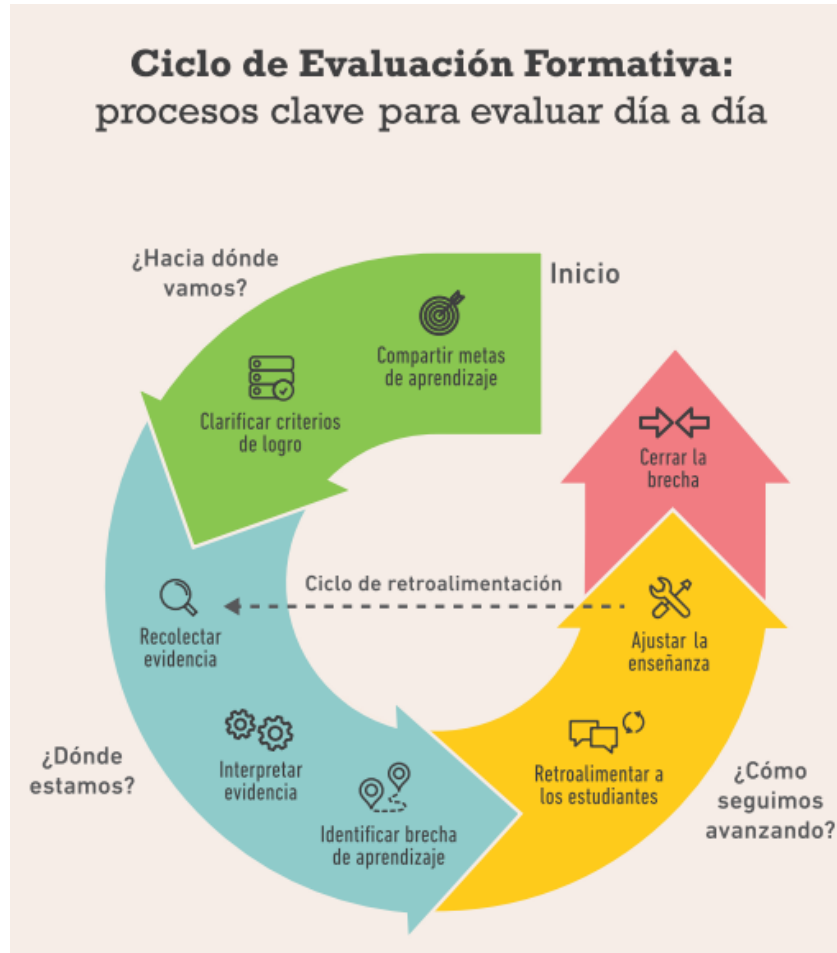 Ciclo de Evaluación Formativa:
procesos clave para evaluar día a día
¿Hacia dónde
vamos?
Inicio
Compartir metas
de aprendizaje
Clarificar criterios
de logro
Cerrar la
brecha
Ciclo de retroalimentación
Recolectar
evidencia
Ajustar la
enseñanza
¿Dónde
estamos?
Interpretar
evidencia
Identificar brecha
de aprendizaje
Retroalimentar a
los estudiantes
¿Cómo
seguimos
avanzando?